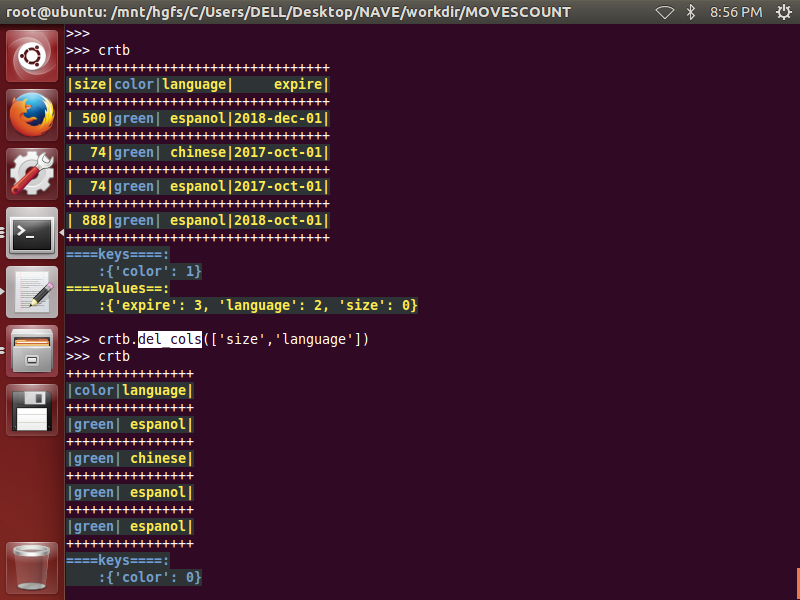 root@ubuntu: /mnt/hgfs/C/Users/DELL/Desktop/NAVE/workdir/MOVESCOUNT 8:56 PM
>>>
>>> crtb
+++++++++++++++++++++++++++++++++
|size|color|language|     expire|
+++++++++++++++++++++++++++++++++
| 500|green| espanol|2018-dec-01|
+++++++++++++++++++++++++++++++++
|  74|green| chinese|2017-oct-01|
+++++++++++++++++++++++++++++++++
|  74|green| espanol|2017-oct-01|
+++++++++++++++++++++++++++++++++
| 888|green| espanol|2018-oct-01|
+++++++++++++++++++++++++++++++++
====keys====:
    :{'color': 1}
====values==:
    :{'expire': 3, 'language': 2, 'size': 0}
>>> crtb.del_cols(['size','language'])
>>> crtb
++++++++++++++++
|color|language|
++++++++++++++++
|green| espanol|
++++++++++++++++
|green| chinese|
++++++++++++++++
|green| espanol|
++++++++++++++++
|green| espanol|
++++++++++++++++
====keys====:
    :{'color': 0}